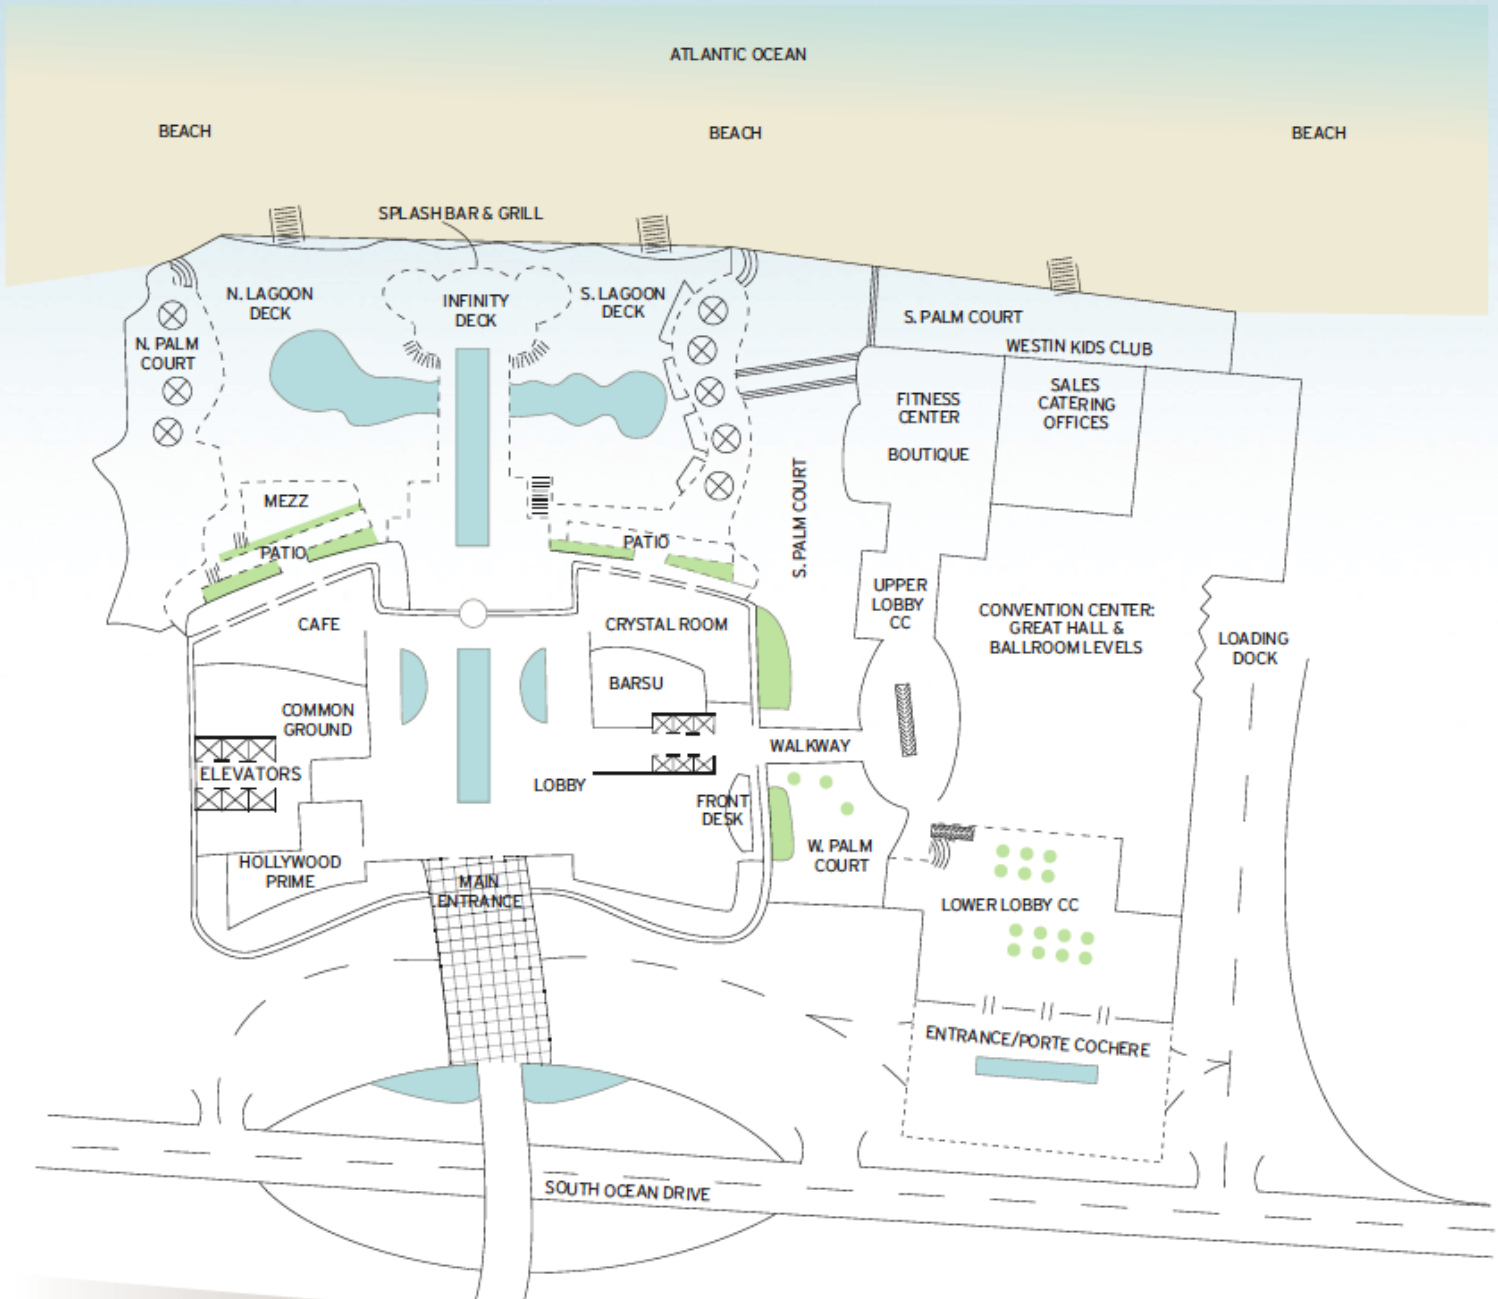 ATLANTIC OCEAN
BEACH
BEACH
BEACH
SPLASH BAR & GRILL
N. LAGOON
DECK
INFINITY
DECK
S. LAGOON
DECK
N. PALM
COURT
S. PALM COURT
WESTIN KIDS CLUB
FITNESS
CENTER
BOUTIQUE
SALES
CATERING
OFFICES
MEZZ
PATIO
PATIO
S. PALM COURT
UPPER
LOBBY
CC
CONVENTION CENTER:
GREAT HALL &
BALLROOM LEVELS
LOADING
DOCK
CAFE
CRYSTAL ROOM
BARSU
COMMON
GROUND
ELEVATORS
LOBBY
WALKWAY
FRONT
DESK
W. PALM
COURT
HOLLYWOOD
PRIME
MAIN
ENTRANCE
LOWER LOBBY CC
ENTRANCE/PORTE COCHERE
SOUTH OCEAN DRIVE